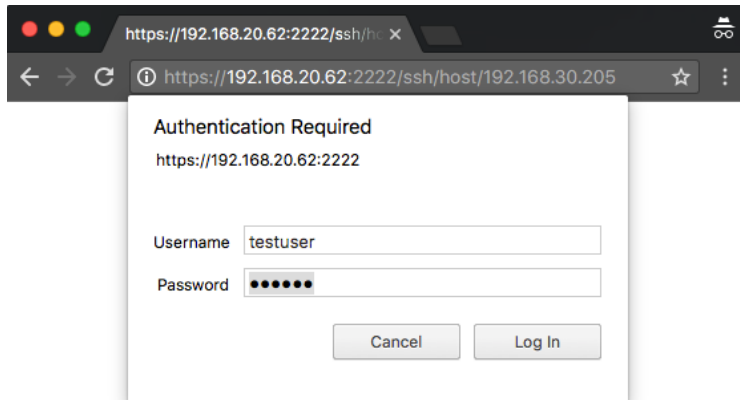 https://192.168.20.62:2222/ssh/hc
https://192.168.20.62:2222/ssh/host/192.168.30.205
Authentication Required
https://192.168.20.62:2222
Username testuser
Password ●●●●●●
Cancel Log In